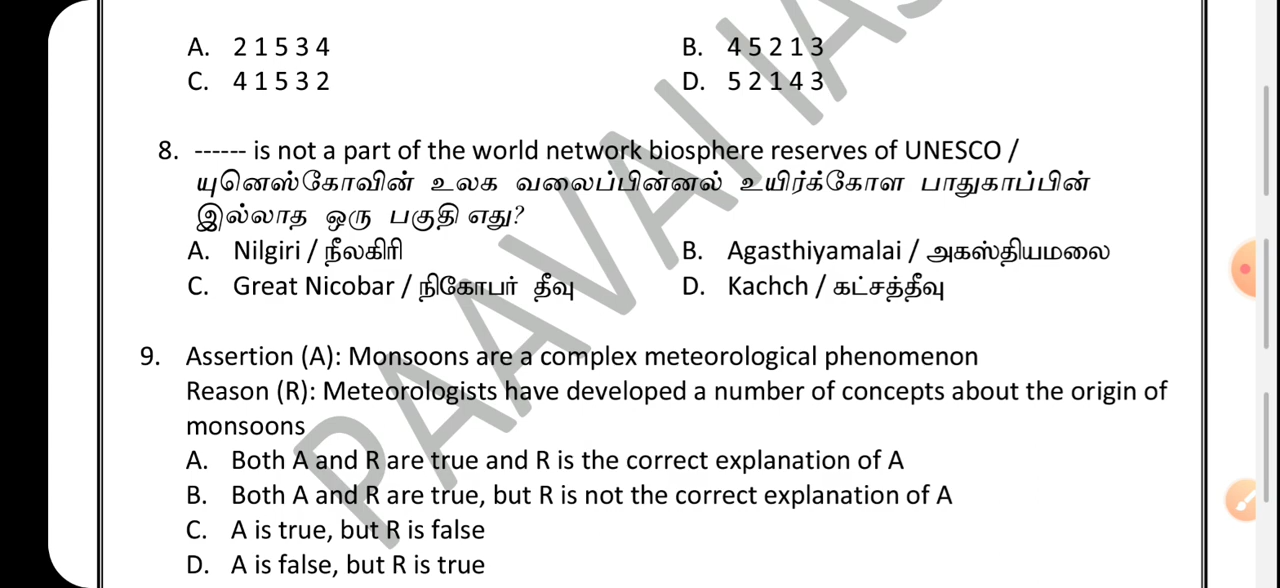 A. 2 1 5 3 4 B. 4 5 2 1 3
C. 4 1 5 3 2 D. 5 2 1 4 3
8. ------ is not a part of the world network biosphere reserves of UNESCO /
யுனெஸ்கோவின் உலக வலைப்பின்னல் உயிர்க்கோள பாதுகாப்பின்
இல்லாத ஒரு பகுதி எது?
A. Nilgiri / நீலகிரி B. Agasthiyamalai / அகஸ்தியமலை
C. Great Nicobar / நிகோபர் தீவு D. Kachch / கட்சத்தீவு
9. Assertion (A): Monsoons are a complex meteorological phenomenon
Reason (R): Meteorologists have developed a number of concepts about the origin of
monsoons
A. Both A and R are true and R is the correct explanation of A
B. Both A and R are true, but R is not the correct explanation of A
C. A is true, but R is false
D. A is false, but R is true
PAAVAI IAS